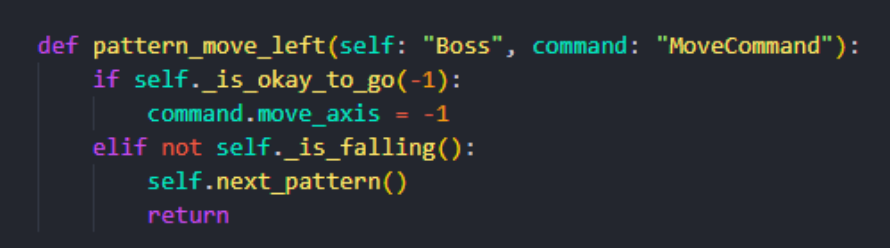 def pattern_move_left(self: "Boss", command: "MoveCommand"):
    if self._is_okay_to_go(-1):
        command.move_axis = -1
    elif not self._is_falling():
        self.next_pattern()
        return